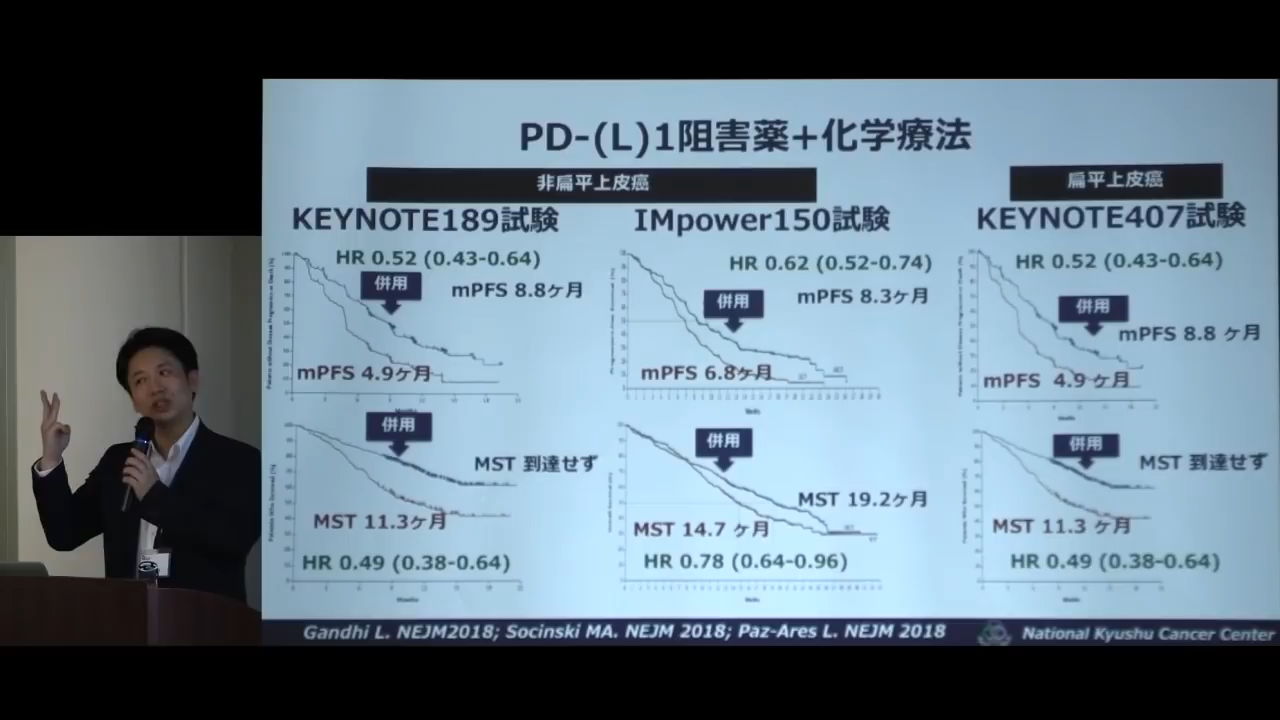 PD-(L)1阻害薬+化学療法
非扁平上皮癌
扁平上皮癌
KEYNOTE189試験
IMpower150試験
KEYNOTE407試験
HR 0.52 (0.43-0.64)
併用
mPFS 8.8ヶ月
mPFS 4.9ヶ月
HR 0.62 (0.52-0.74)
併用
mPFS 8.3ヶ月
mPFS 6.8ヶ月
HR 0.52 (0.43-0.64)
併用
mPFS 8.8 ヶ月
mPFS 4.9 ヶ月
併用
MST 到達せず
MST 11.3ヶ月
HR 0.49 (0.38-0.64)
併用
MST 19.2ヶ月
MST 14.7 ヶ月
HR 0.78 (0.64-0.96)
併用
MST 到達せず
MST 11.3 ヶ月
HR 0.49 (0.38-0.64)
Gandhi L. NEJM2018; Socinski MA. NEJM 2018; Paz-Ares L. NEJM 2018
National Kyushu Cancer Center